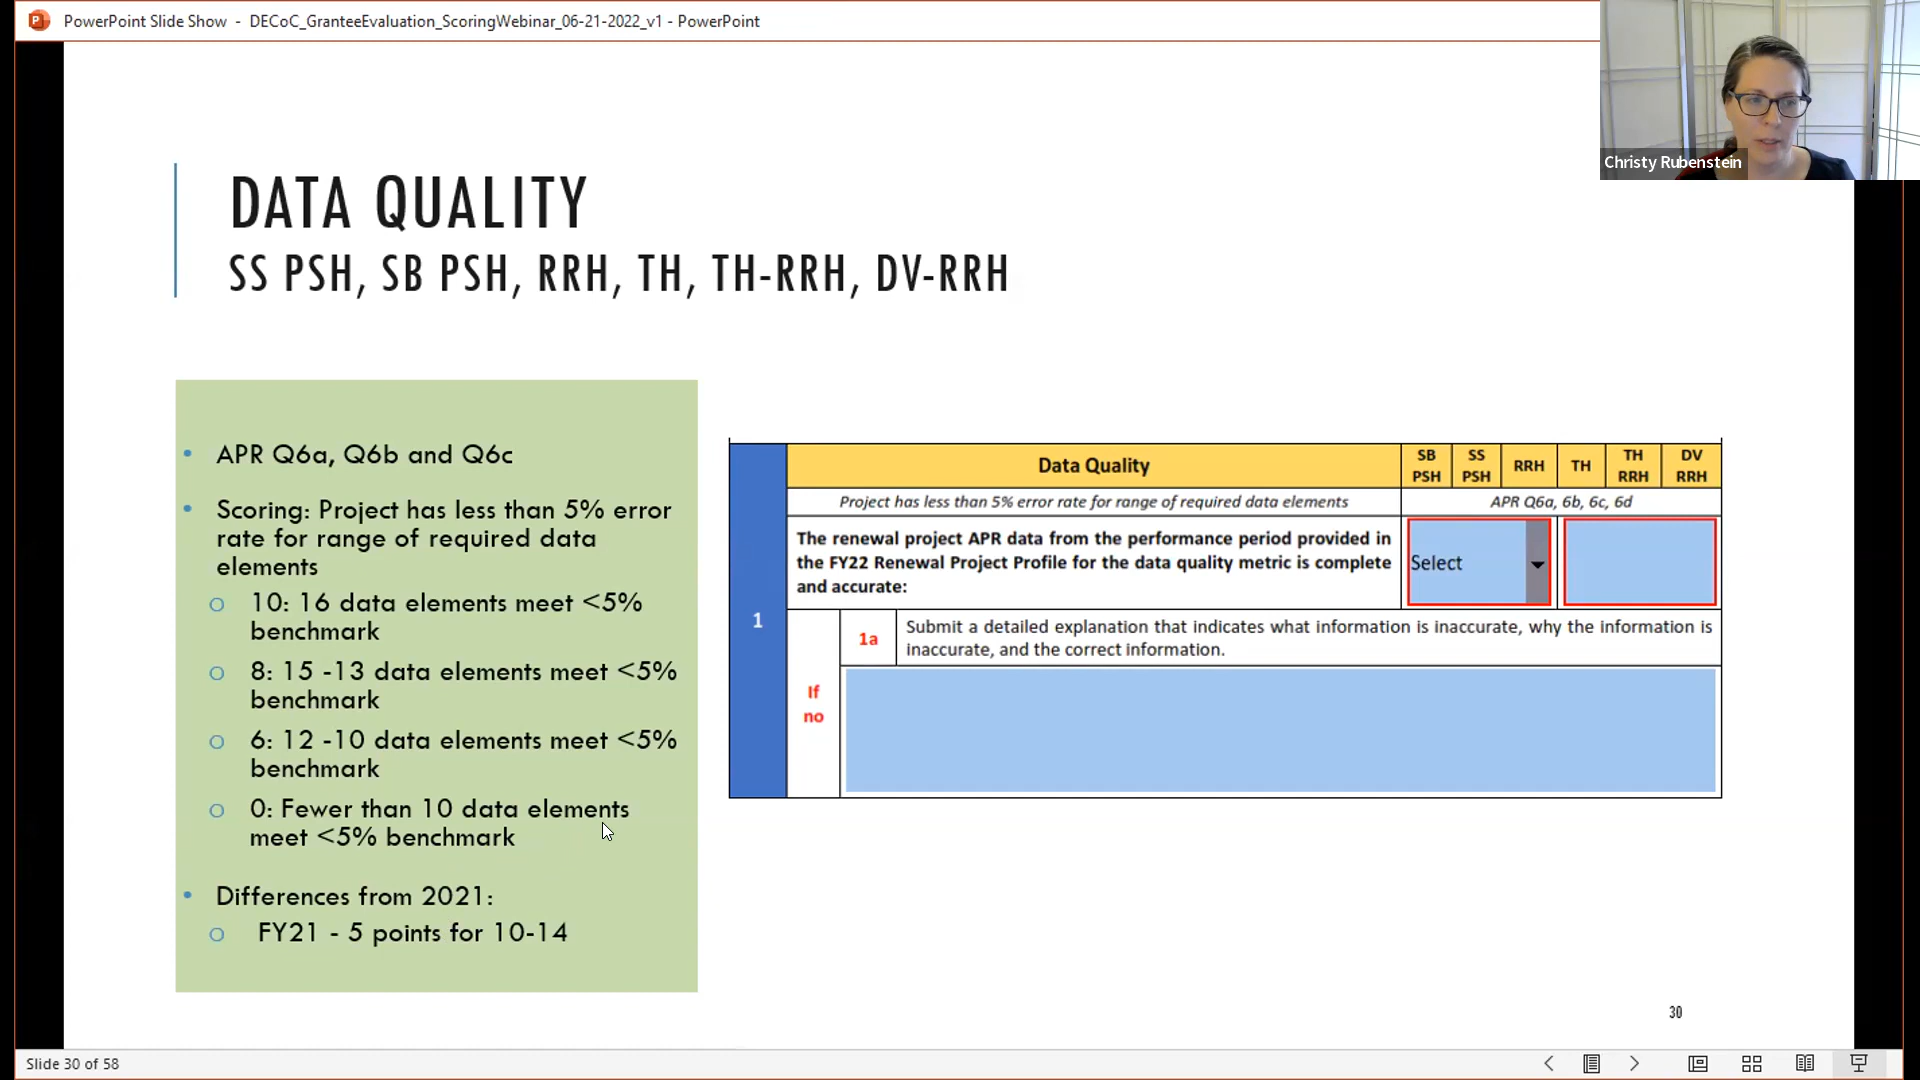 PowerPoint Slide Show - DECoC_GranteeEvaluation_ScoringWebinar_06-21-2022_v1 - PowerPoint
Christy Rubenstein
DATA QUALITY
SS PSH, SB PSH, RRH, TH, TH-RRH, DV-RRH
• APR Q6a, Q6b and Q6c
• Scoring: Project has less than 5% error
rate for range of required data
elements
o 10: 16 data elements meet <5%
benchmark
o 8: 15 -13 data elements meet <5%
benchmark
o 6: 12 -10 data elements meet <5%
benchmark
o 0: Fewer than 10 data elements
meet <5% benchmark
• Differences from 2021:
o FY21 - 5 points for 10-14
1
Data Quality
SB
PSH
SS
PSH
RRH
TH
TH
RRH
DV
RRH
Project has less than 5% error rate for range of required data elements
APR Q6a, 6b, 6c, 6d
The renewal project APR data from the performance period provided in
the FY22 Renewal Project Profile for the data quality metric is complete
and accurate:
Select
If
no
1a
Submit a detailed explanation that indicates what information is inaccurate, why the information is
inaccurate, and the correct information.
30
Slide 30 of 58